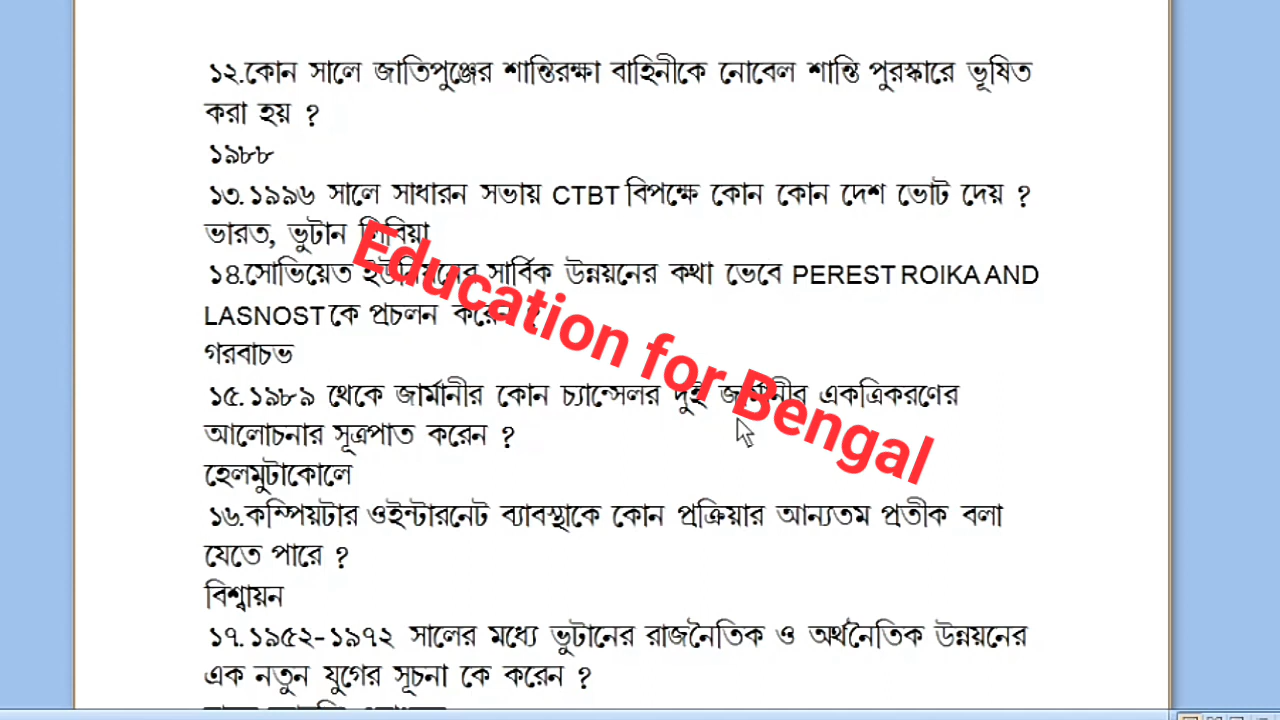 ১২.কোন সালে জাতিপুঞ্জের শান্তিরক্ষা বাহিনীকে নোবেল শান্তি পুরস্কারে ভূষিত
করা হয় ?
১৯৮৮
১৩.১৯৯৬ সালে সাধারন সভায় CTBT বিপক্ষে কোন কোন দেশ ভোট দেয় ?
ভারত, ভুটান লিবিয়া
১৪.সোভিয়েত ইউনিয়নের সার্বিক উন্নয়নের কথা ভেবে PERESTROIKA AND
LASNOST কে প্রচলন করেন ?
গরবাচভ
১৫.১৯৮৯ থেকে জার্মানীর কোন চ্যান্সেলর দুই জার্মানীর একত্রিকরণের
আলোচনার সূত্রপাত করেন ?
হেলমুটাকোলে
১৬.কম্পিয়টার ওইন্টারনেট ব্যাবস্থাকে কোন প্রক্রিয়ার আন্যতম প্রতীক বলা
যেতে পারে ?
বিশ্বায়ন
১৭.১৯৫২-১৯৭২ সালের মধ্যে ভুটানের রাজনৈতিক ও অর্থনৈতিক উন্নয়নের
এক নতুন যুগের সূচনা কে করেন ?
Education for Bengal